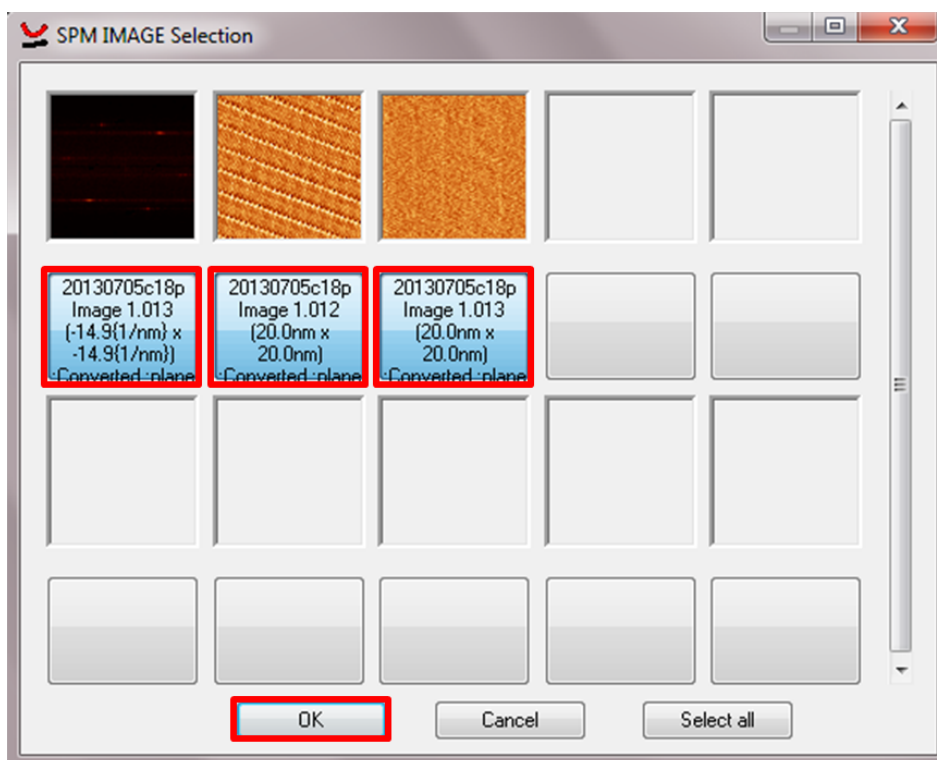 SPM IMAGE Selection
20130705c18p
Image 1.013
(-14.9{1/nm} x
-14.9{1/nm})
:Converted :plane
20130705c18p
Image 1.012
(20.0nm x
20.0nm)
:Converted :plane
20130705c18p
Image 1.013
(20.0nm x
20.0nm)
:Converted :plane
OK
Cancel
Select all